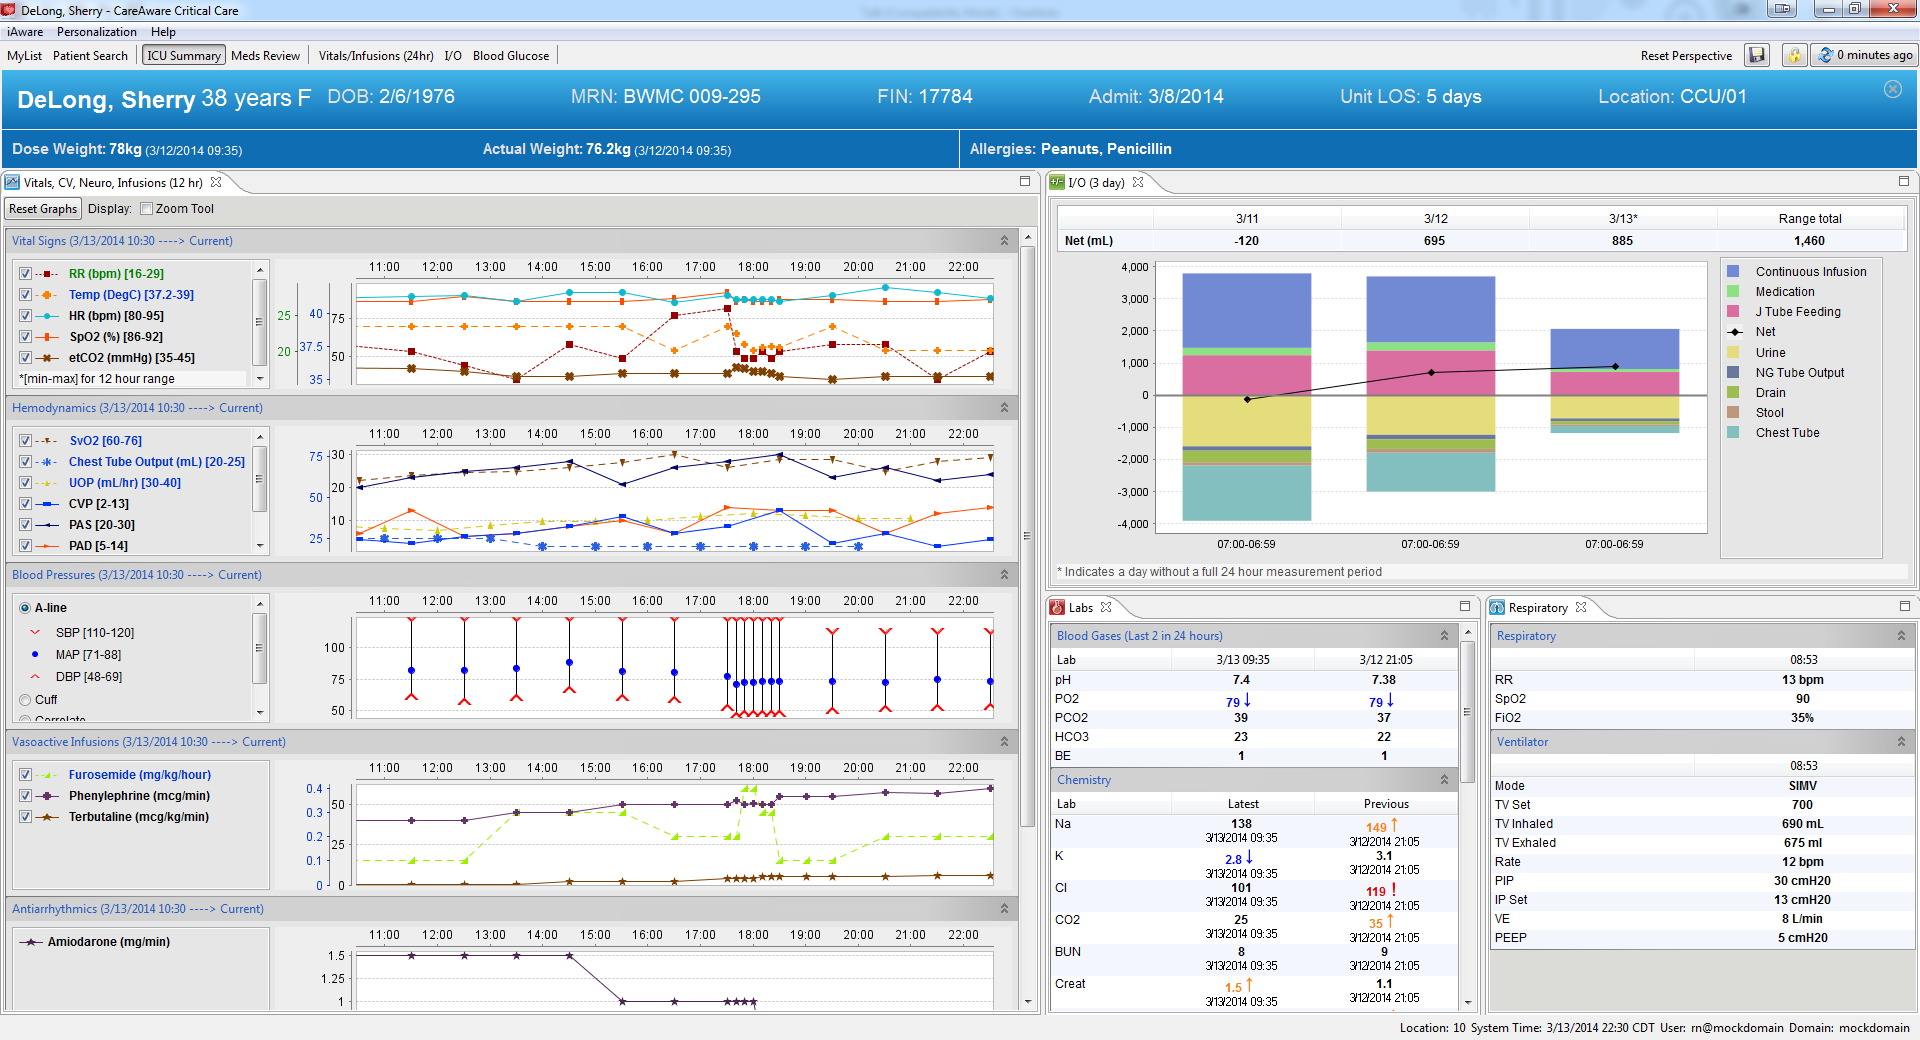 DeLong, Sherry - CareAware Critical Care
iAware Personalization Help
MyList Patient Search ICU Summary Meds Review Vitals/Infusions (24hr) I/O Blood Glucose Reset Perspective 0 minutes ago
DeLong, Sherry 38 years F DOB: 2/6/1976 MRN: BWMC 009-295 FIN: 17784 Admit: 3/8/2014 Unit LOS: 5 days Location: CCU/01
Dose Weight: 78kg (3/12/2014 09:35) Actual Weight: 76.2kg (3/12/2014 09:35) Allergies: Peanuts, Penicillin
Vitals, CV, Neuro, Infusions (12 hr)
Reset Graphs Display: Zoom Tool
Vital Signs (3/13/2014 10:30 ----> Current)
11:00 12:00 13:00 14:00 15:00 16:00 17:00 18:00 19:00 20:00 21:00 22:00
RR (bpm) [16-29]
Temp (DegC) [37.2-39]
HR (bpm) [80-95]
SpO2 (%) [86-92]
etCO2 (mmHg) [35-45]
*[min-max] for 12 hour range
25 20
40 37.5 35
75 50
Hemodynamics (3/13/2014 10:30 ----> Current)
11:00 12:00 13:00 14:00 15:00 16:00 17:00 18:00 19:00 20:00 21:00 22:00
SvO2 [60-76]
Chest Tube Output (mL) [20-25]
UOP (mL/hr) [30-40]
CVP [2-13]
PAS [20-30]
PAD [5-14]
75 50 25
30 20 10
Blood Pressures (3/13/2014 10:30 ----> Current)
11:00 12:00 13:00 14:00 15:00 16:00 17:00 18:00 19:00 20:00 21:00 22:00
A-line
SBP [110-120]
MAP [71-88]
DBP [48-69]
Cuff
Correlate
100 75 50
Vasoactive Infusions (3/13/2014 10:30 ----> Current)
11:00 12:00 13:00 14:00 15:00 16:00 17:00 18:00 19:00 20:00 21:00 22:00
Furosemide (mg/kg/hour)
Phenylephrine (mcg/min)
Terbutaline (mcg/kg/min)
0.4 0.3 0.2 0.1 0
50 25 0
Antiarrhythmics (3/13/2014 10:30 ----> Current)
11:00 12:00 13:00 14:00 15:00 16:00 17:00 18:00 19:00 20:00 21:00 22:00
Amiodarone (mg/min)
1.5 1.25 1
I/O (3 day)
3/11 3/12 3/13* Range total
Net (mL) -120 695 885 1,460
4,000
3,000
2,000
1,000
0
-1,000
-2,000
-3,000
-4,000
07:00-06:59 07:00-06:59 07:00-06:59
Continuous Infusion
Medication
J Tube Feeding
Net
Urine
NG Tube Output
Drain
Stool
Chest Tube
* Indicates a day without a full 24 hour measurement period
Labs
Blood Gases (Last 2 in 24 hours)
Lab 3/13 09:35 3/12 21:05
pH 7.4 7.38
PO2 79 ↓ 79 ↓
PCO2 39 37
HCO3 23 22
BE 1 1
Chemistry
Lab Latest Previous
Na 138 149 ↑
3/13/2014 09:35 3/12/2014 21:05
K 2.8 ↓ 3.1
3/13/2014 09:35 3/12/2014 21:05
Cl 101 119 !
3/13/2014 09:35 3/12/2014 21:05
CO2 25 35 ↑
3/13/2014 09:35 3/12/2014 21:05
BUN 8 9
3/13/2014 09:35 3/12/2014 21:05
Creat 1.5 ↑ 1.1
3/13/2014 09:35 3/12/2014 21:05
Respiratory
Respiratory
08:53
RR 13 bpm
SpO2 90
FiO2 35%
Ventilator
08:53
Mode SIMV
TV Set 700
TV Inhaled 690 mL
TV Exhaled 675 ml
Rate 12 bpm
PIP 30 cmH20
IP Set 13 cmH20
VE 8 L/min
PEEP 5 cmH20
Location: 10 System Time: 3/13/2014 22:30 CDT User: rn@mockdomain Domain: mockdomain